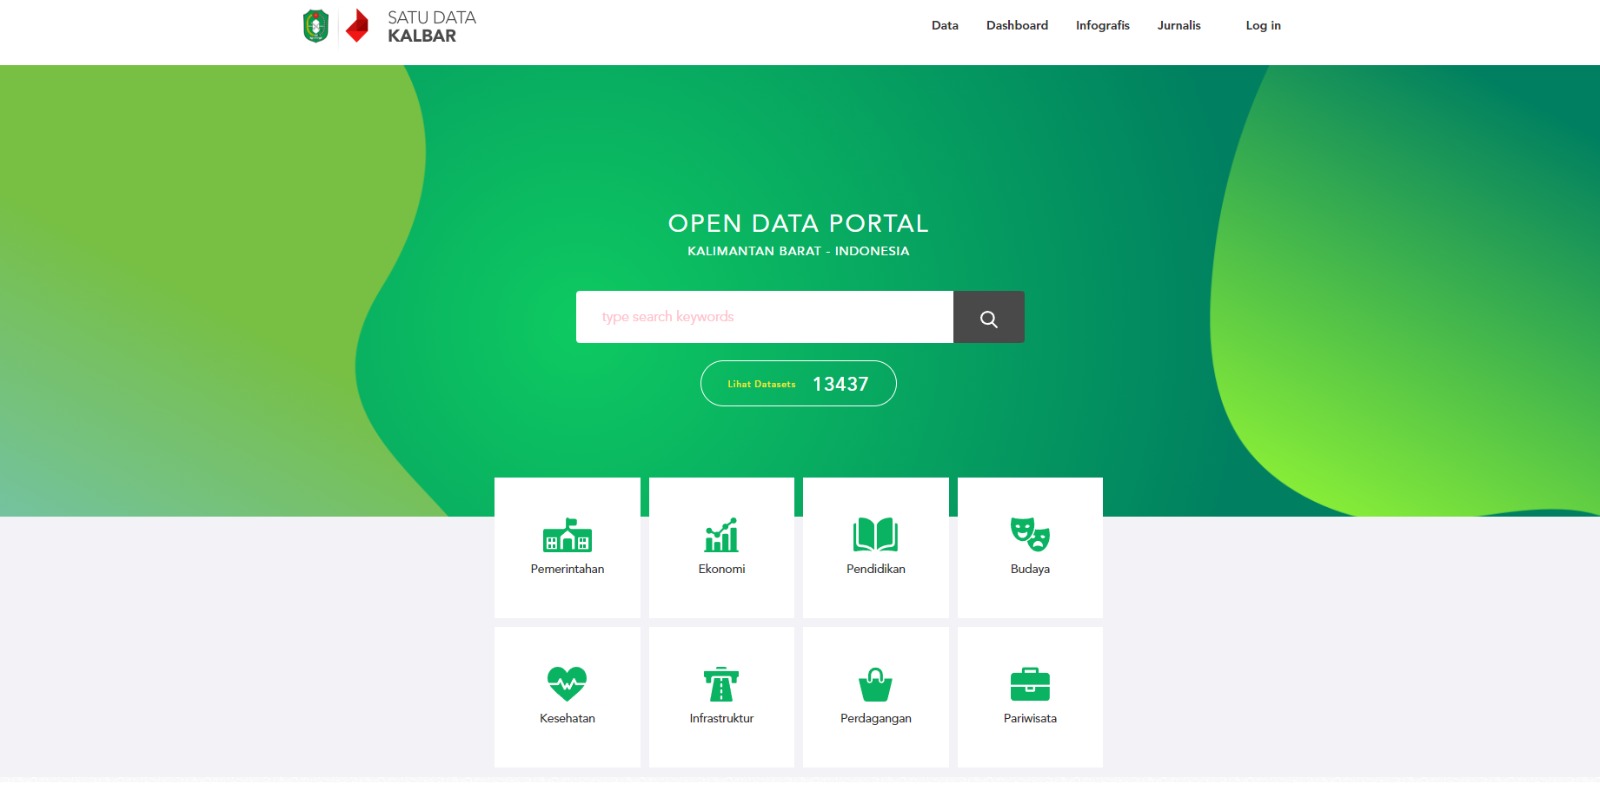 SATU DATA
KALBAR
Data
Dashboard
Infografis
Jurnalis
Log in
OPEN DATA PORTAL
KALIMANTAN BARAT - INDONESIA
type search keywords
Lihat Datasets 13437
Pemerintahan
Ekonomi
Pendidikan
Budaya
Kesehatan
Infrastruktur
Perdagangan
Pariwisata